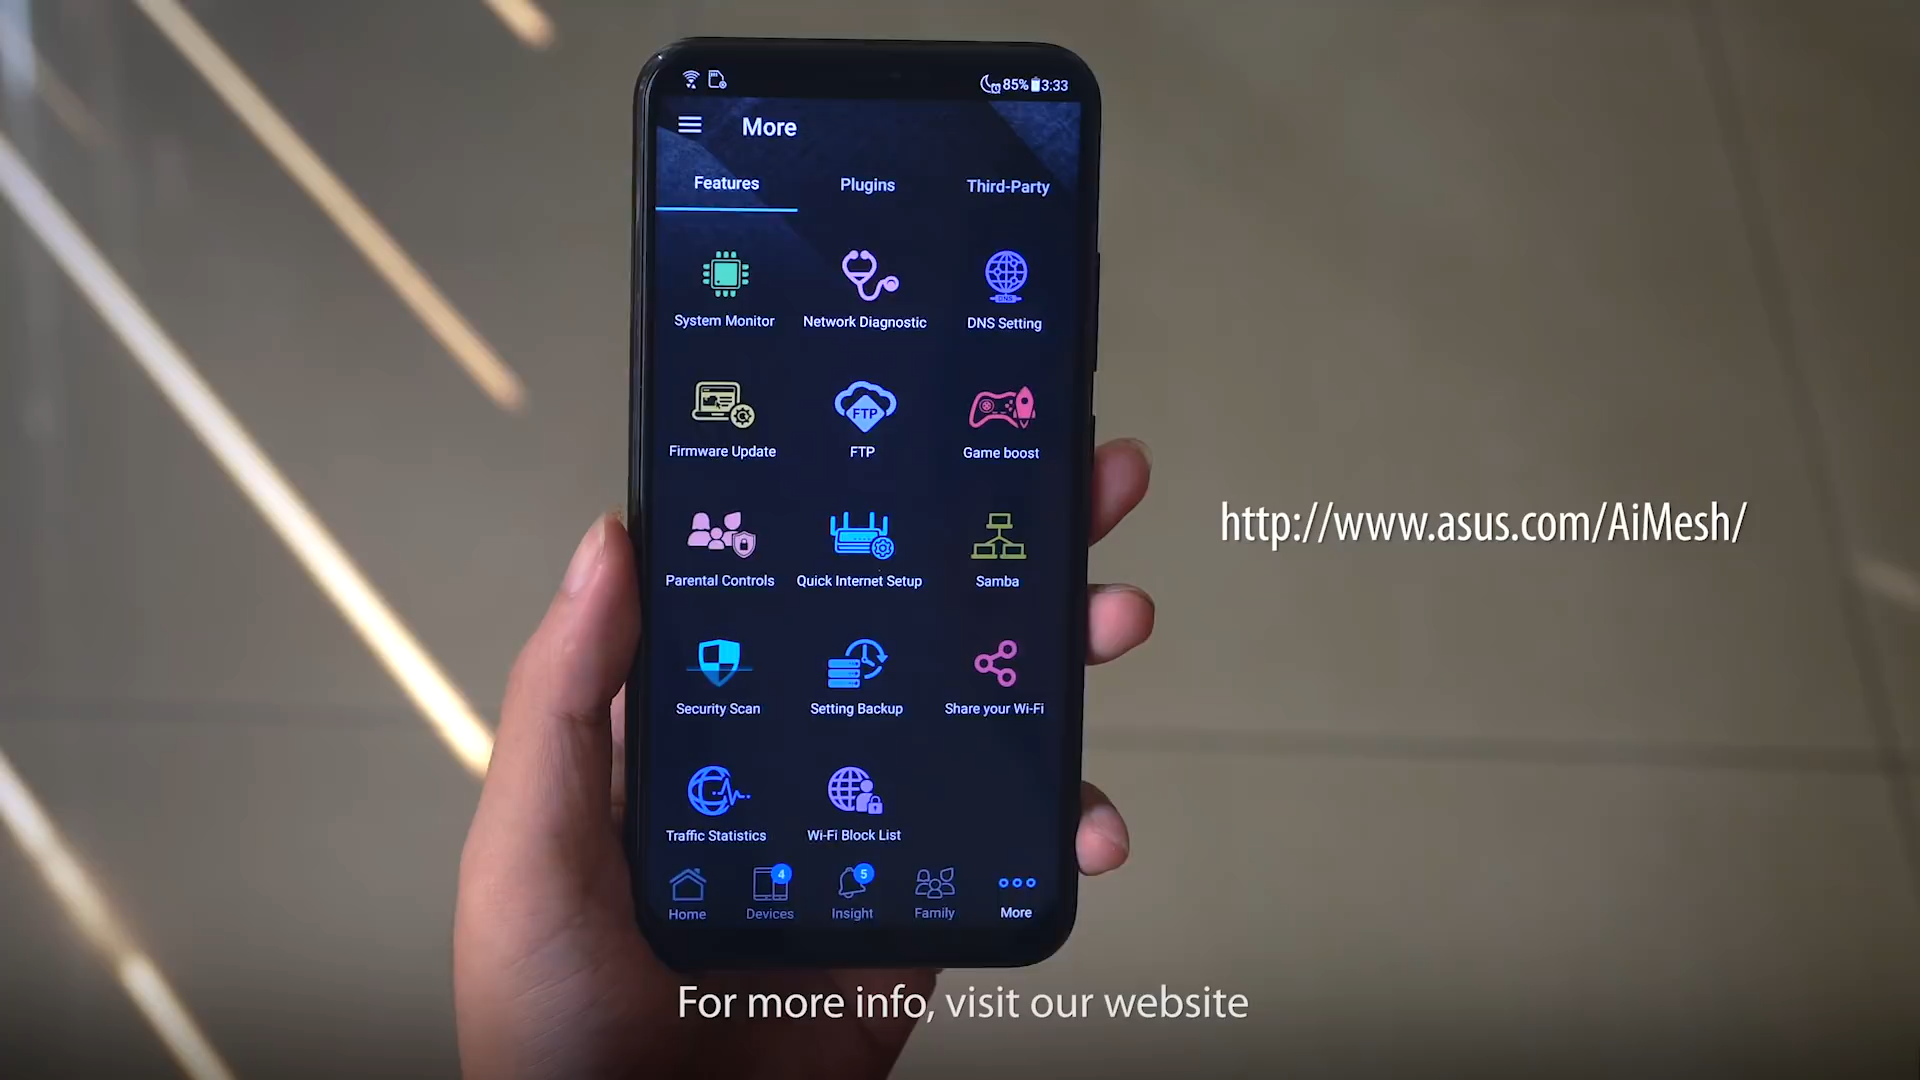 85% 3:33
More
Features Plugins Third-Party
System Monitor Network Diagnostic DNS Setting
FTP
Firmware Update FTP Game boost
Parental Controls Quick Internet Setup Samba
http://www.asus.com/AiMesh/
Security Scan Setting Backup Share your Wi-Fi
Traffic Statistics Wi-Fi Block List
4 5
Home Devices Insight Family More
For more info, visit our website